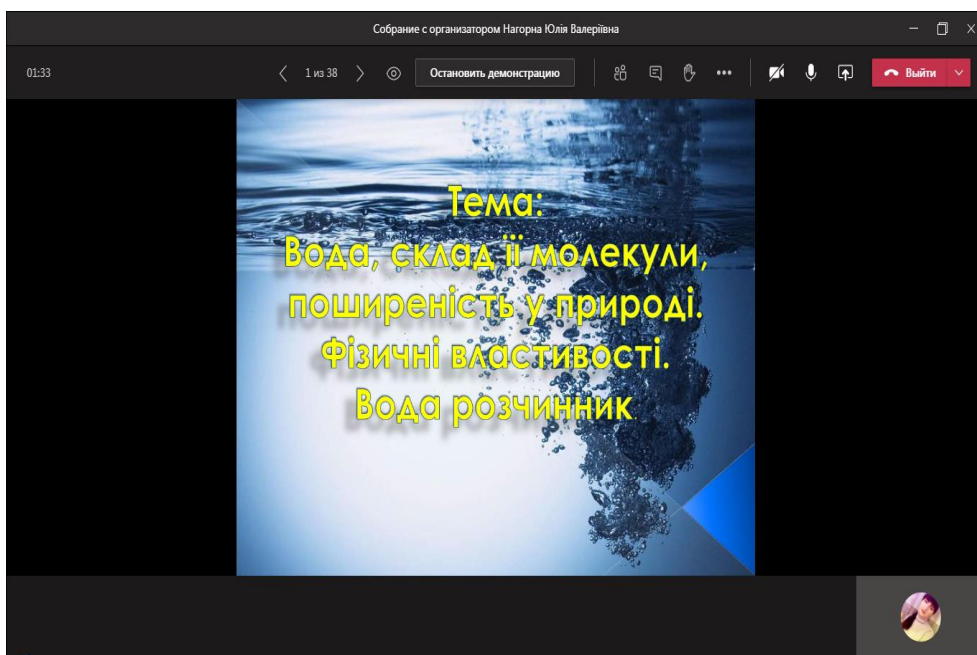 Собрание с организатором Нагорна Юлія Валеріївна
01:33
1 из 38
Остановить демонстрацию
Выйти
Тема:
Вода, склад її молекули,
поширеність у природі.
Фізичні властивості.
Вода розчинник